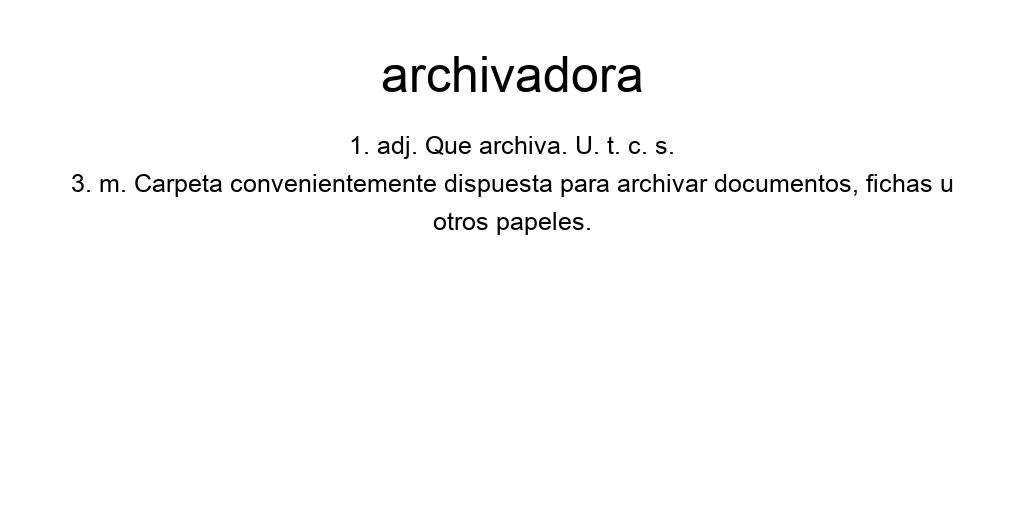 archivadora
1. adj. Que archiva. U. t. c. s.
3. m. Carpeta convenientemente dispuesta para archivar documentos, fichas u
otros papeles.